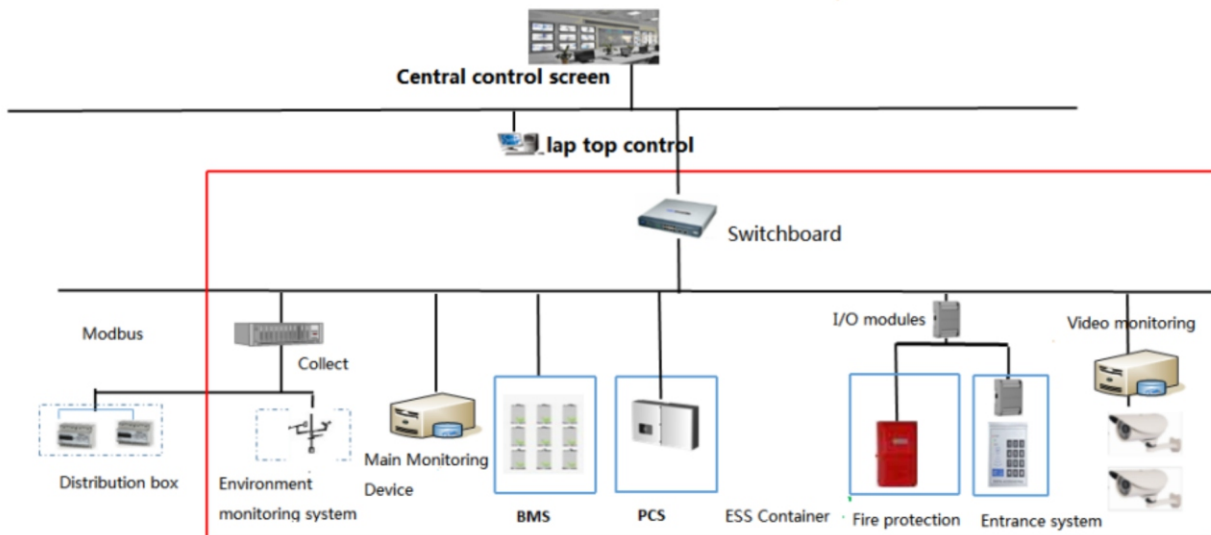 Central control screen
lap top control
Switchboard
Modbus
Collect
I/O modules
Video monitoring
Distribution box
Environment
monitoring system
Main Monitoring
Device
BMS
PCS
ESS Container
Fire protection
Entrance system